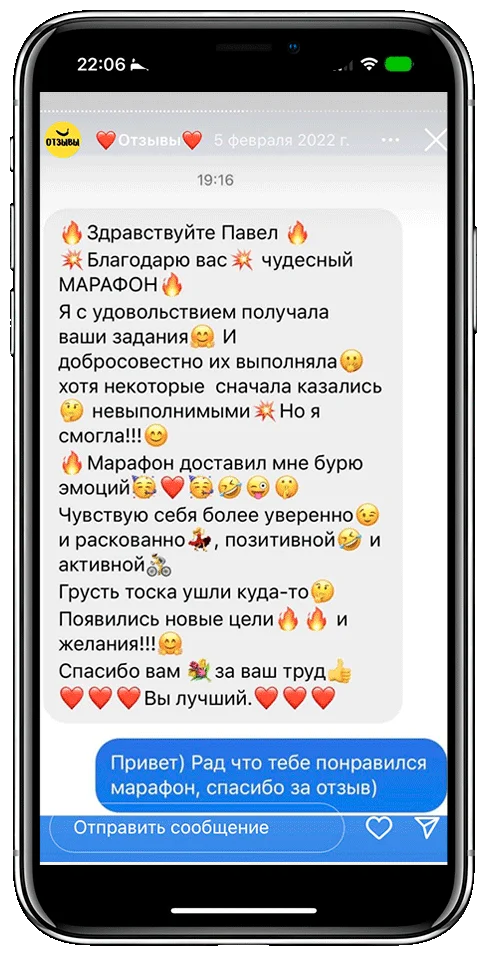 22:06
ОТЗЫВЫ ❤️Отзывы❤️ 5 февраля 2022 г. ...
19:16
🔥Здравствуйте Павел 🔥
💥Благодарю вас💥 чудесный
МАРАФОН🔥
Я с удовольствием получала
ваши задания🤗 И
добросовестно их выполняла🤫
хотя некоторые сначала казались
🤔 невыполнимыми💥Но я
смогла!!!😊
🔥Марафон доставил мне бурю
эмоций🥳❤️🥳🤣😜🤫
Чувствую себя более уверенно😉
и раскованно💃, позитивной🤣 и
активной🚴
Грусть тоска ушли куда-то🤔
Появились новые цели🔥🔥 и
желания!!!🤗
Спасибо вам 💐за ваш труд👍
❤️❤️❤️Вы лучший.❤️❤️❤️
Привет) Рад что тебе понравился
марафон, спасибо за отзыв)
Отправить сообщение